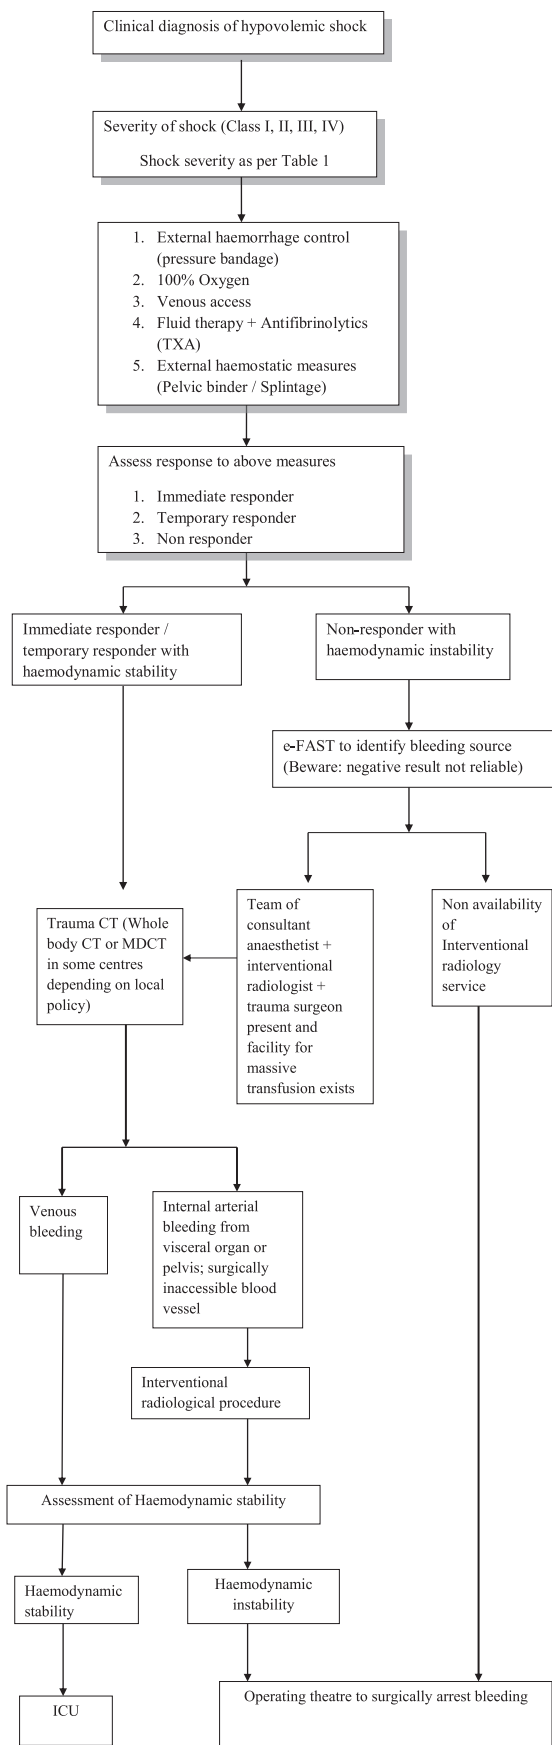 Clinical diagnosis of hypovolemic shock
Severity of shock (Class I, II, III, IV)
Shock severity as per Table 1
1. External haemorrhage control
(pressure bandage)
2. 100% Oxygen
3. Venous access
4. Fluid therapy + Antifibrinolytics
(TXA)
5. External haemostatic measures
(Pelvic binder / Splintage)
Assess response to above measures
1. Immediate responder
2. Temporary responder
3. Non responder
Immediate responder /
temporary responder with
haemodynamic stability
Non-responder with
haemodynamic instability
e-FAST to identify bleeding source
(Beware: negative result not reliable)
Trauma CT (Whole
body CT or MDCT
in some centres
depending on local
policy)
Team of
consultant
anaesthetist +
interventional
radiologist +
trauma surgeon
present and
facility for
massive
transfusion exists
Non availability
of
Interventional
radiology
service
Venous
bleeding
Internal arterial
bleeding from
visceral organ or
pelvis; surgically
inaccessible blood
vessel
Interventional
radiological procedure
Assessment of Haemodynamic stability
Haemodynamic
stability
Haemodynamic
instability
ICU
Operating theatre to surgically arrest bleeding